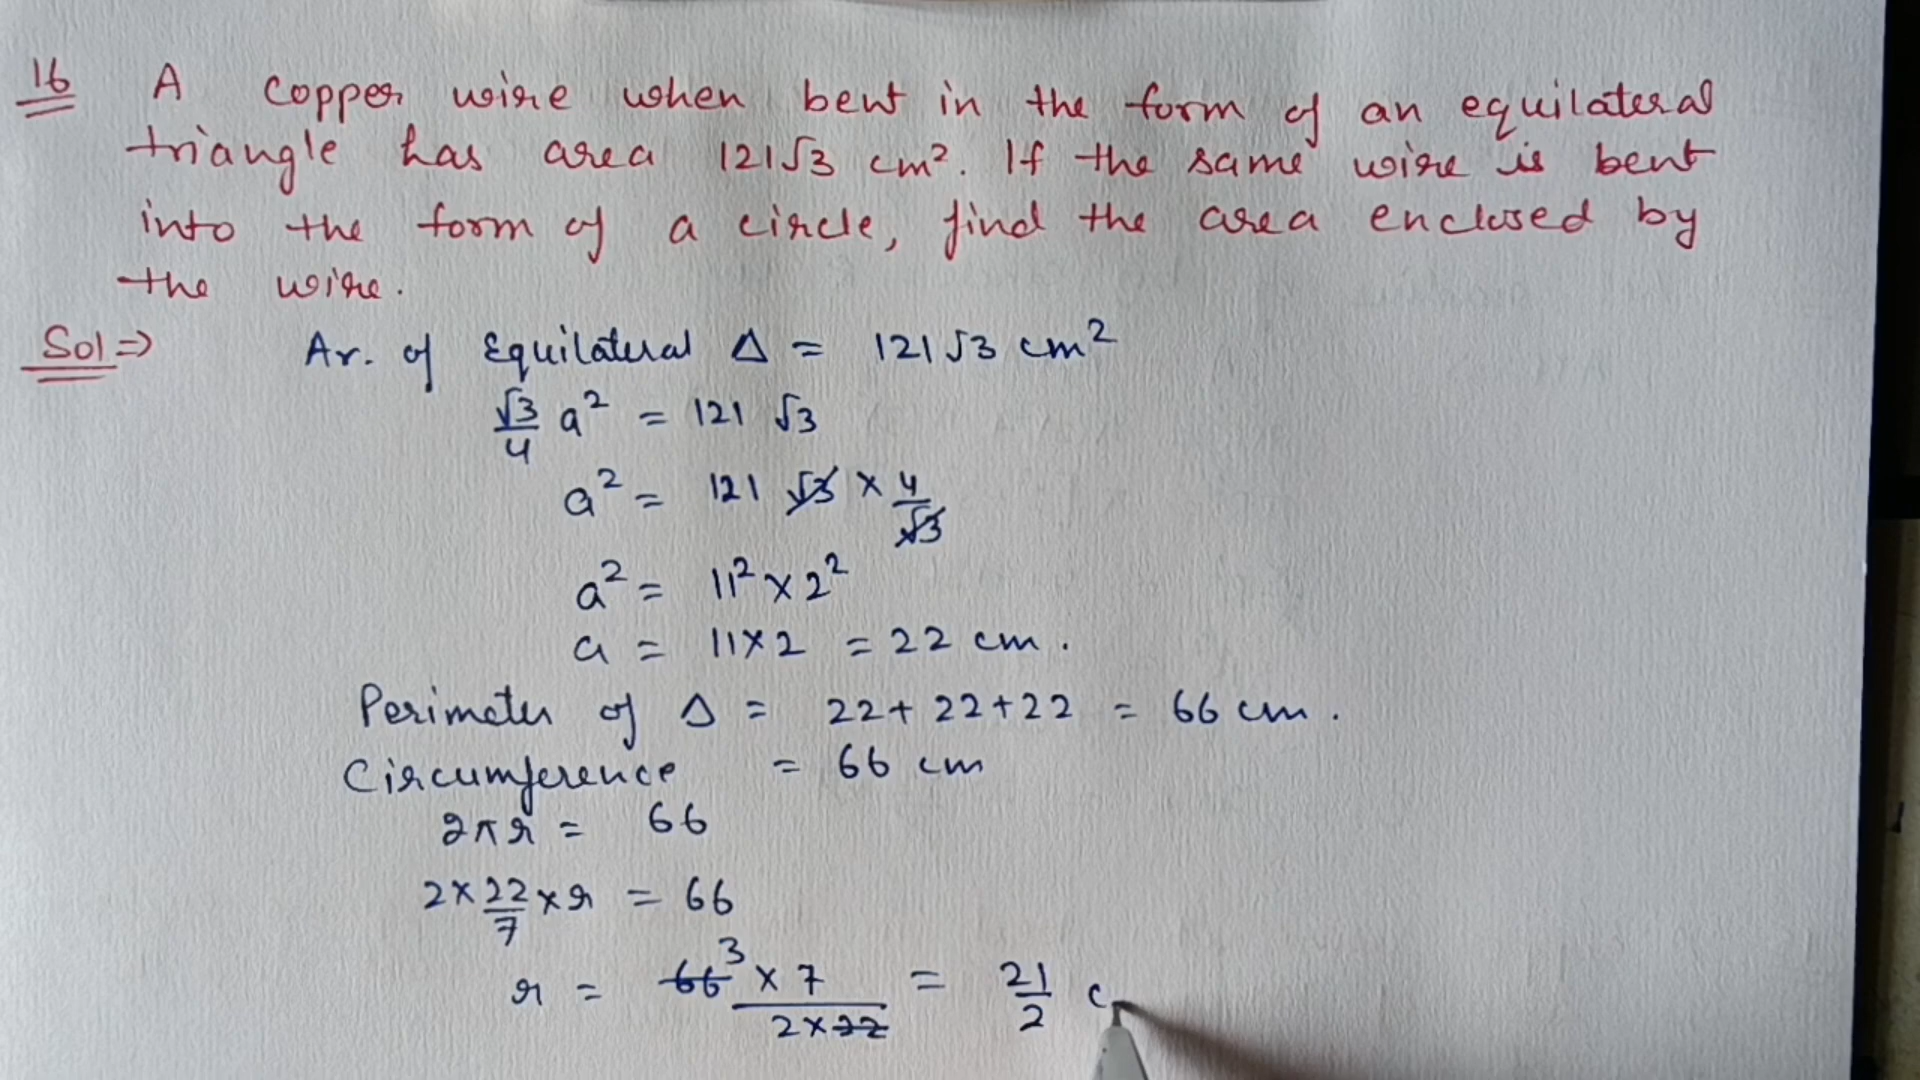 16 A copper wire when bent in the form of an equilateral
triangle has area 121√3 cm². If the same wire is bent
into the form of a circle, find the area enclosed by
the wire.
Sol ⇒ Ar. of Equilateral Δ = 121√3 cm²
√3/4 a² = 121 √3
a² = 121 √3 × 4/√3
a² = 11² × 2²
a = 11×2 = 22 cm.
Perimeter of Δ = 22+22+22 = 66 cm.
Circumference = 66 cm
2πr = 66
2×22/7×r = 66
r = 66³ × 7 / 2×22 = 21/2 c